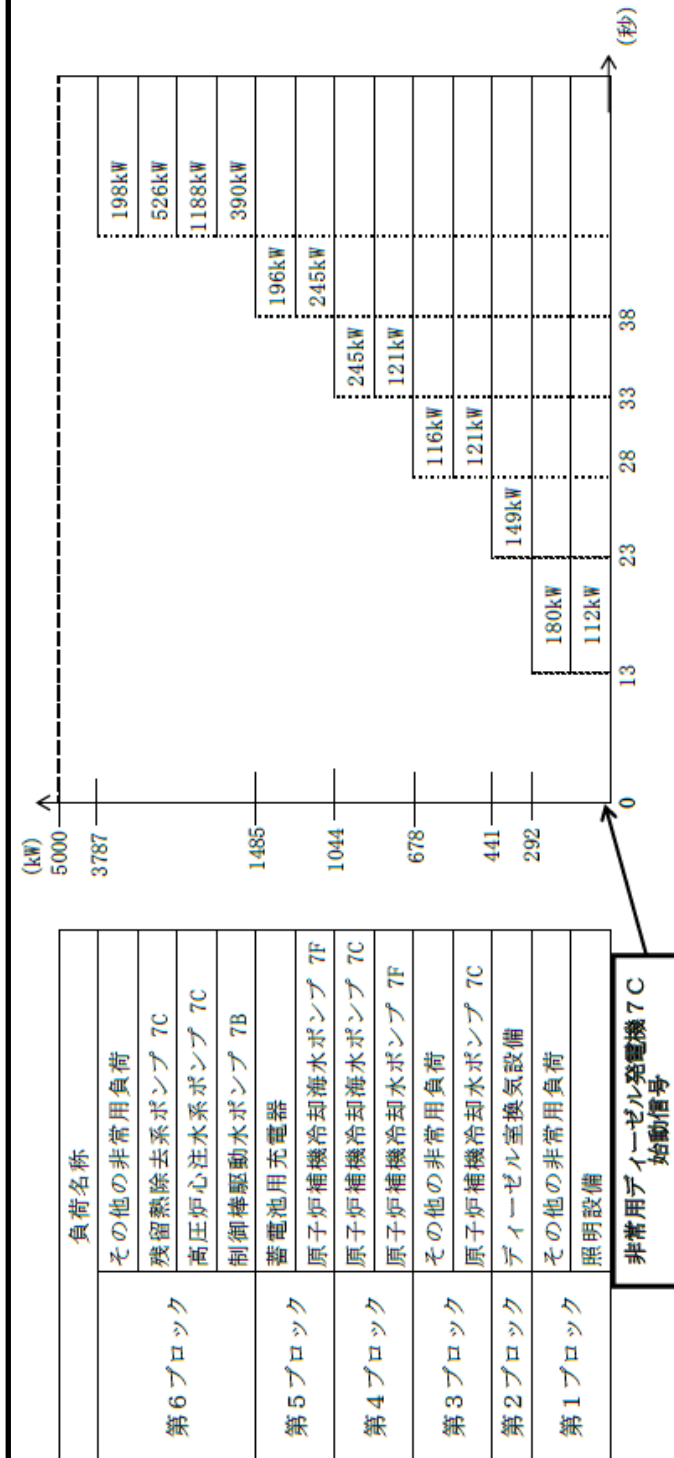 負荷名称
第6ブロック
その他の非常用負荷
残留熱除去系ポンプ 7C
高圧炉心注水系ポンプ 7C
制御棒駆動水ポンプ 7B
第5ブロック
蓄電池用充電器
原子炉補機冷却海水ポンプ 7F
第4ブロック
原子炉補機冷却海水ポンプ 7C
原子炉補機冷却水ポンプ 7F
第3ブロック
その他の非常用負荷
原子炉補機冷却水ポンプ 7C
第2ブロック
ディーゼル室換気設備
第1ブロック
その他の非常用負荷
照明設備
非常用ディーゼル発電機7C
始動信号
(kW)
5000
3787
1485
1044
678
441
292
198kW
526kW
1188kW
390kW
196kW
245kW
245kW
121kW
116kW
121kW
149kW
180kW
112kW
0
13
23
28
33
38
(秒)